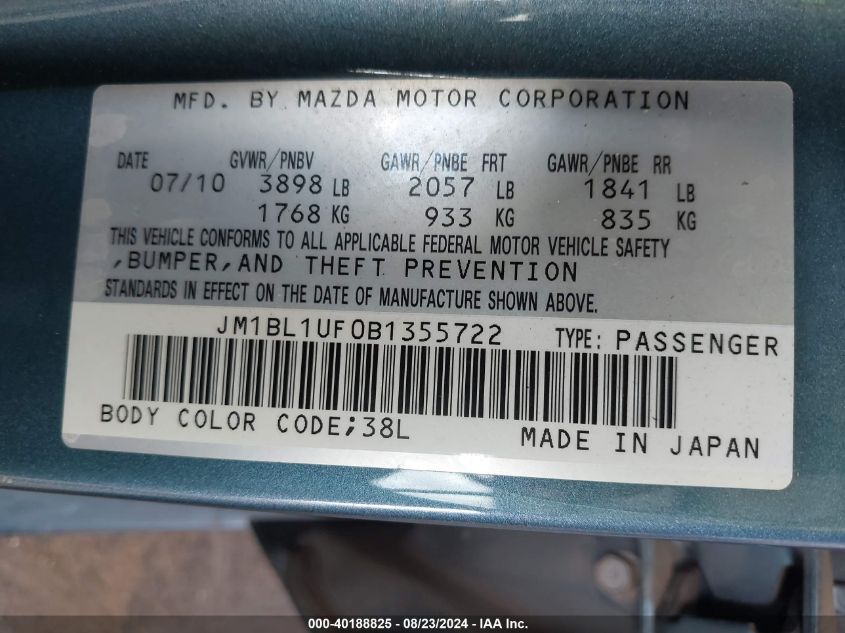 MFD. BY MAZDA MOTOR CORPORATION
DATE GVWR/PNBV GAWR/PNBE FRT GAWR/PNBE RR
07/10 3898 LB 2057 LB 1841 LB
1768 KG 933 KG 835 KG
THIS VEHICLE CONFORMS TO ALL APPLICABLE FEDERAL MOTOR VEHICLE SAFETY
,BUMPER,AND THEFT PREVENTION
STANDARDS IN EFFECT ON THE DATE OF MANUFACTURE SHOWN ABOVE.
JM1BL1UF0B1355722 TYPE: PASSENGER
BODY COLOR CODE;38L MADE IN JAPAN
000-40188825 - 08/23/2024 - IAA Inc.